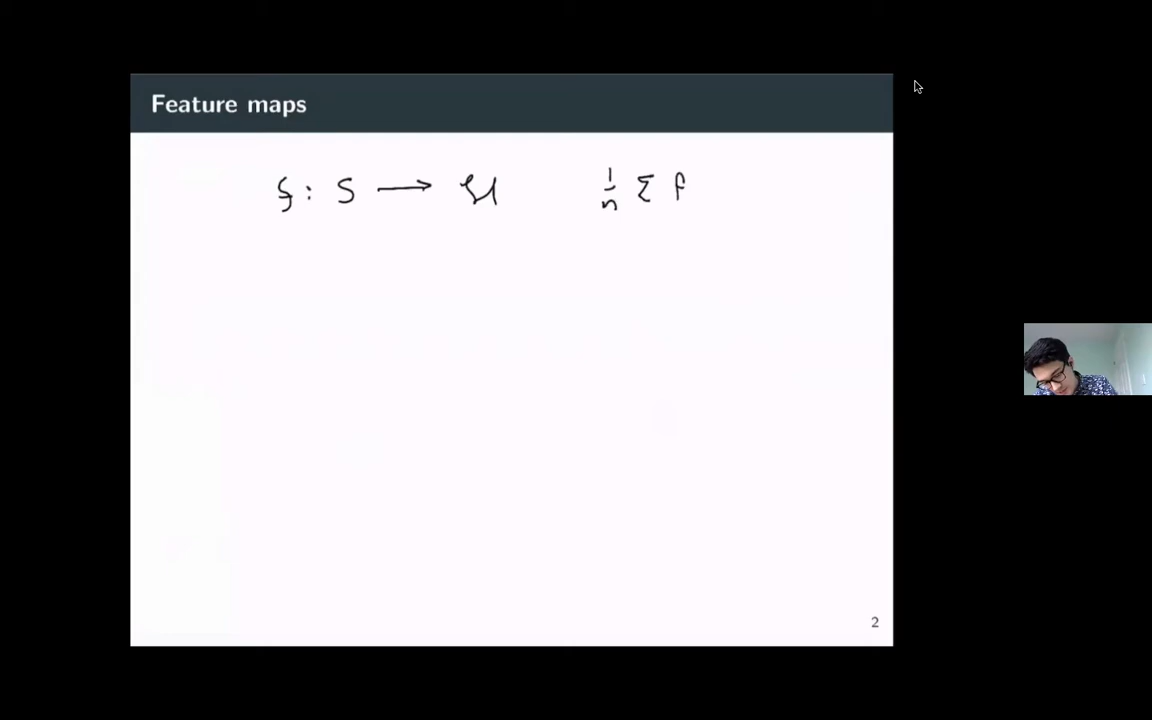 Feature maps
f : S → H 1/n Σ f
2